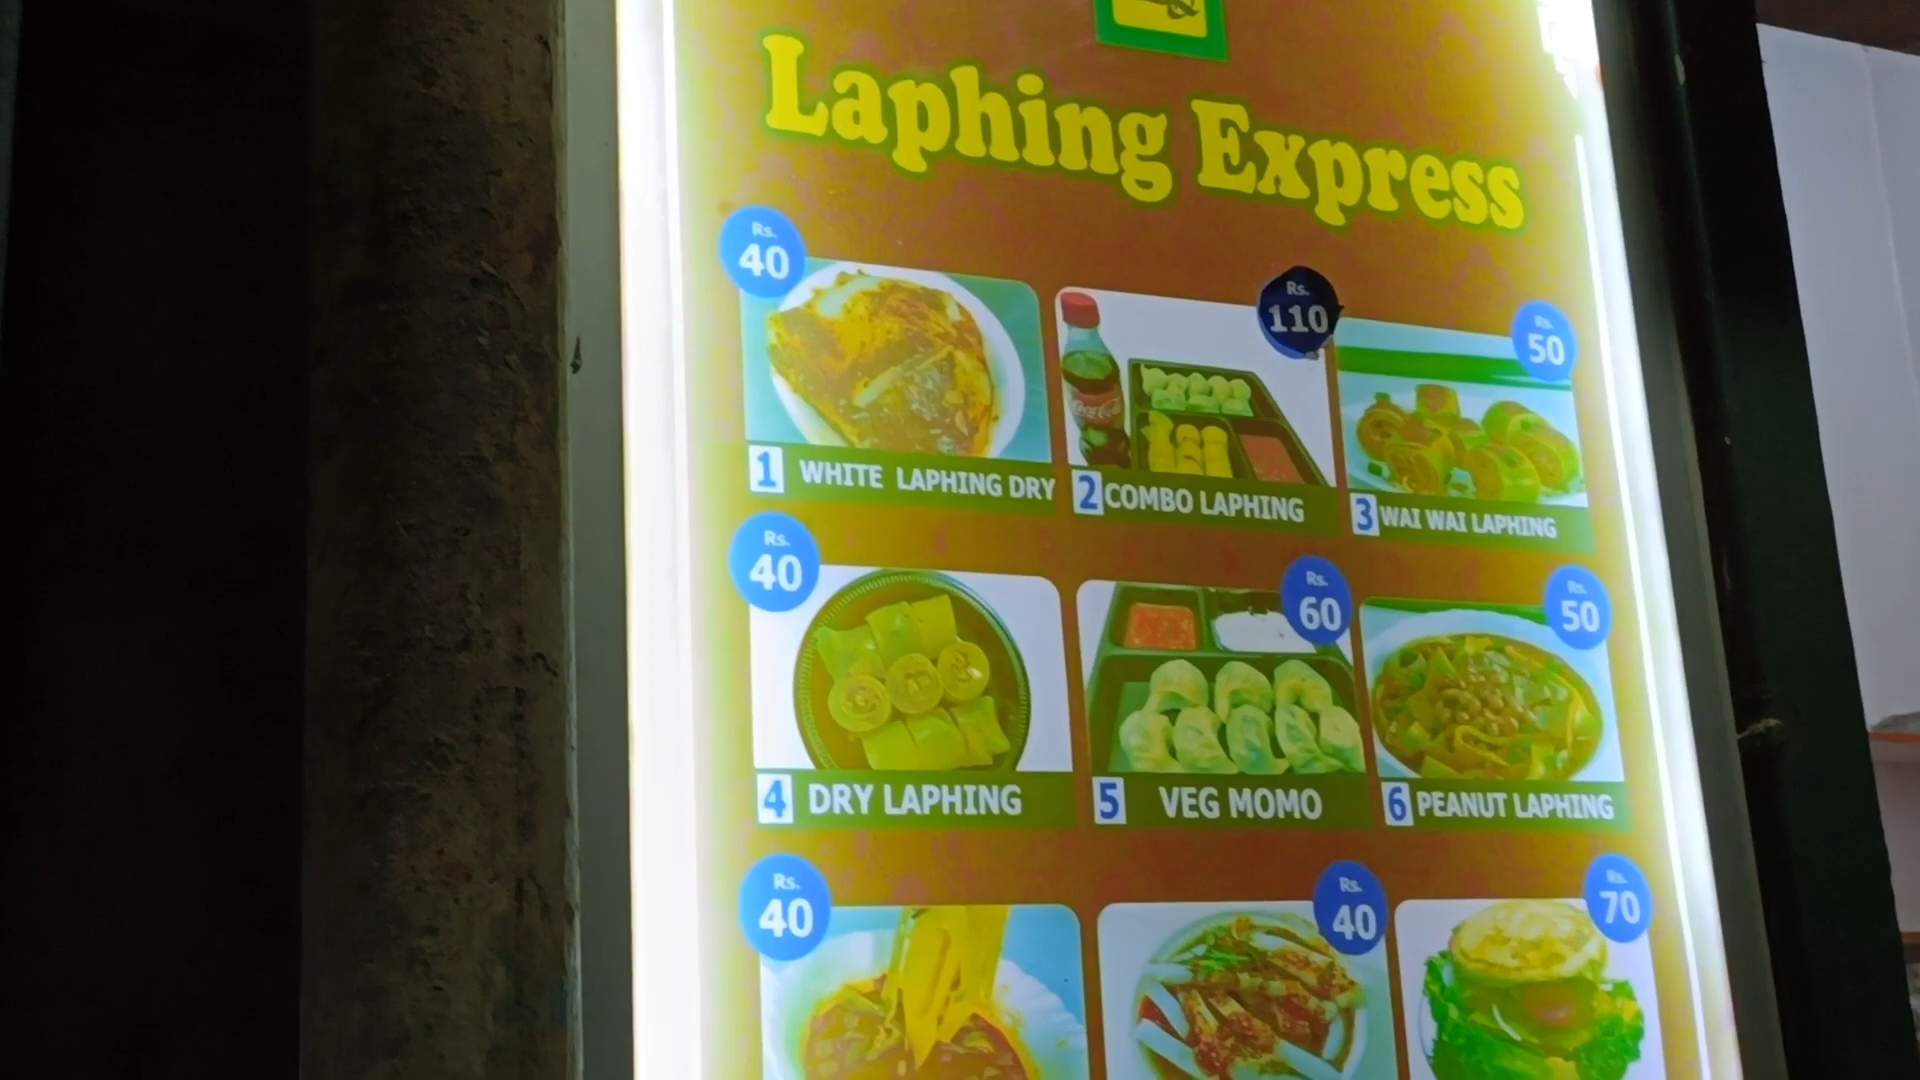 Laphing Express
Rs.
40
Rs.
110
Rs.
50
Coca-Cola
1 WHITE LAPHING DRY
2 COMBO LAPHING
3 WAI WAI LAPHING
Rs.
40
Rs.
60
Rs.
50
4 DRY LAPHING
5 VEG MOMO
6 PEANUT LAPHING
Rs.
40
Rs.
40
Rs.
70